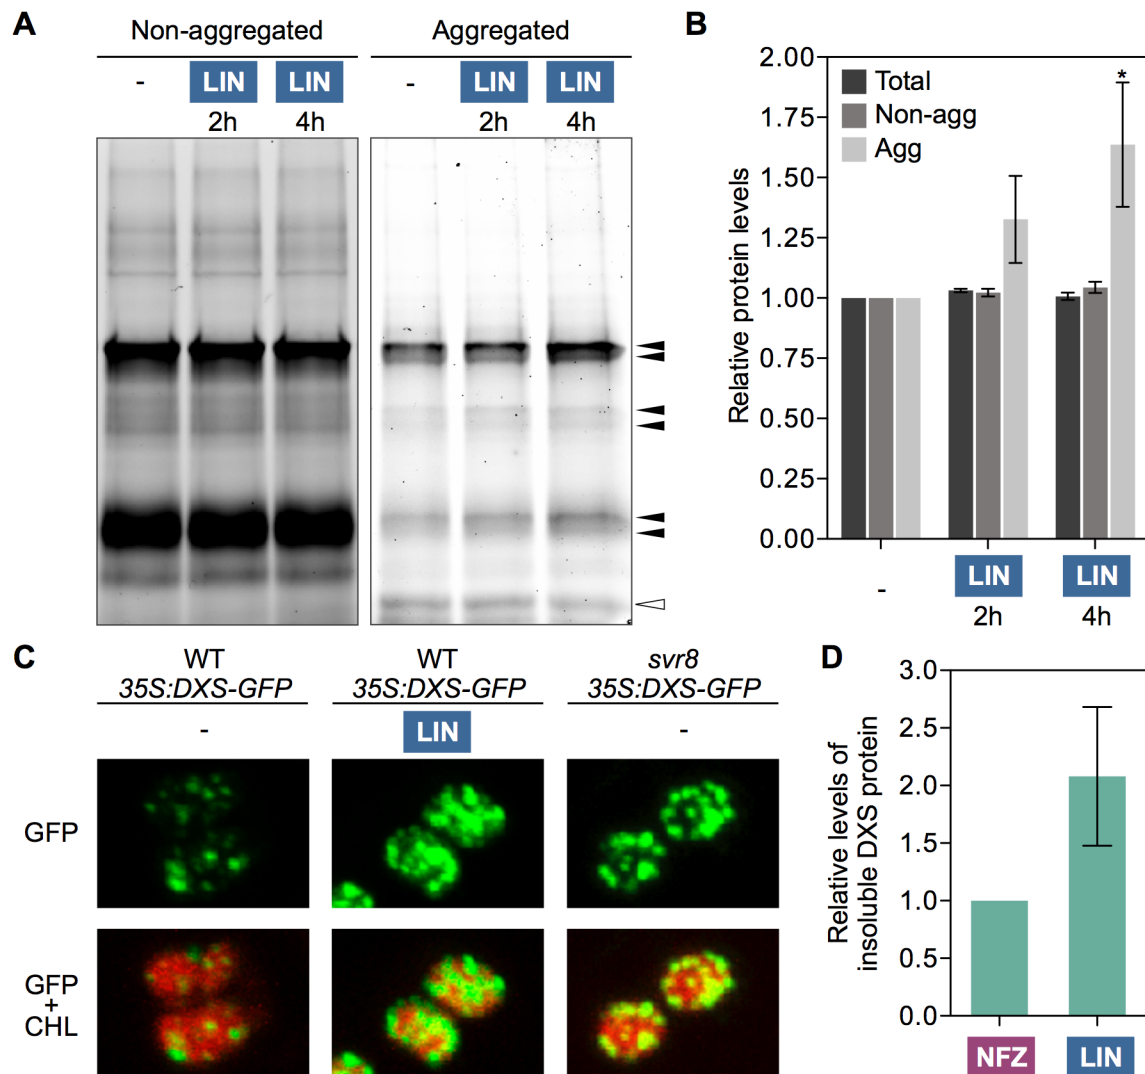 A
Non-aggregated
Aggregated
- LIN LIN
- LIN LIN
2h 4h
2h 4h
B
2.00
1.75
1.50
1.25
1.00
0.75
0.50
0.25
0.00
Relative protein levels
Total
Non-agg
Agg
*
- LIN LIN
2h 4h
C
WT
35S:DXS-GFP
-
WT
35S:DXS-GFP
LIN
svr8
35S:DXS-GFP
-
GFP
GFP
+
CHL
D
3.0
2.5
2.0
1.5
1.0
0.5
0.0
Relative levels of
insoluble DXS protein
NFZ LIN